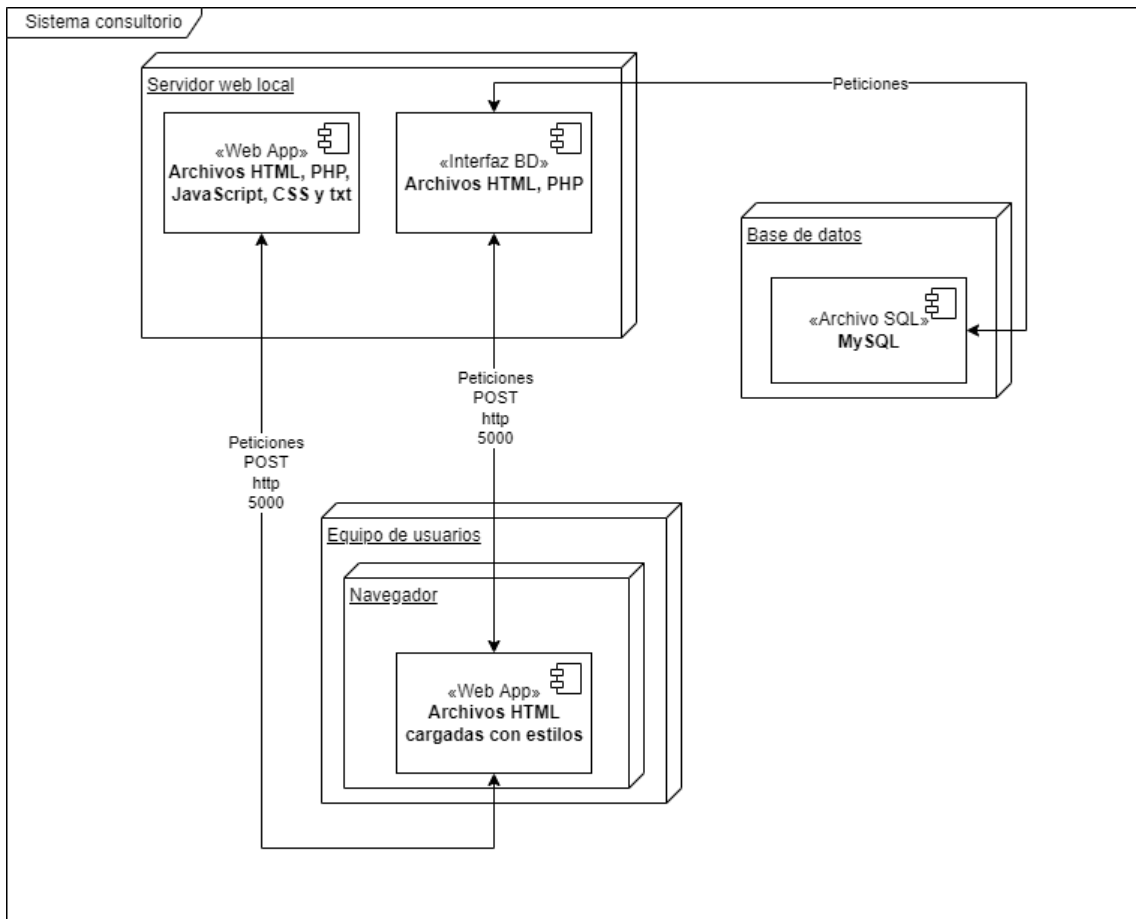 Sistema consultorio
Servidor web local
«Web App»
Archivos HTML, PHP,
JavaScript, CSS y txt
«Interfaz BD»
Archivos HTML, PHP
Peticiones
Base de datos
«Archivo SQL»
MySQL
Peticiones
POST
http
5000
Peticiones
POST
http
5000
Equipo de usuarios
Navegador
«Web App»
Archivos HTML
cargadas con estilos